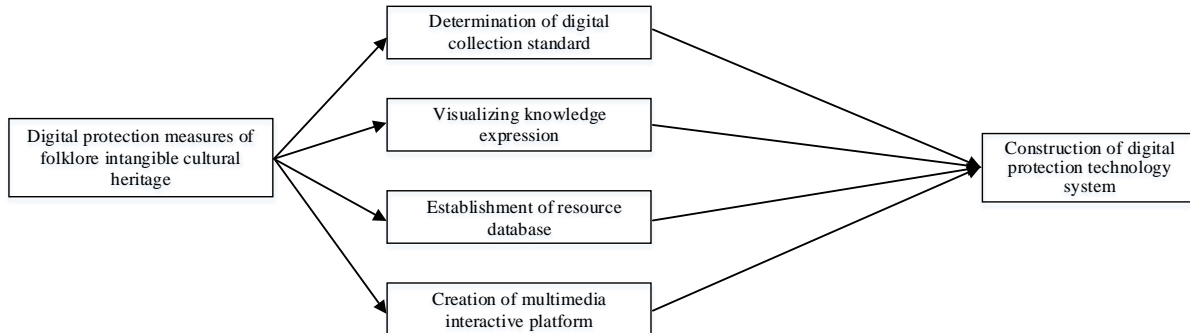 Determination of digital
collection standard
Visualizing knowledge
expression
Digital protection measures of
folklore intangible cultural
heritage
Construction of digital
protection technology
system
Establishment of resource
database
Creation of multimedia
interactive platform